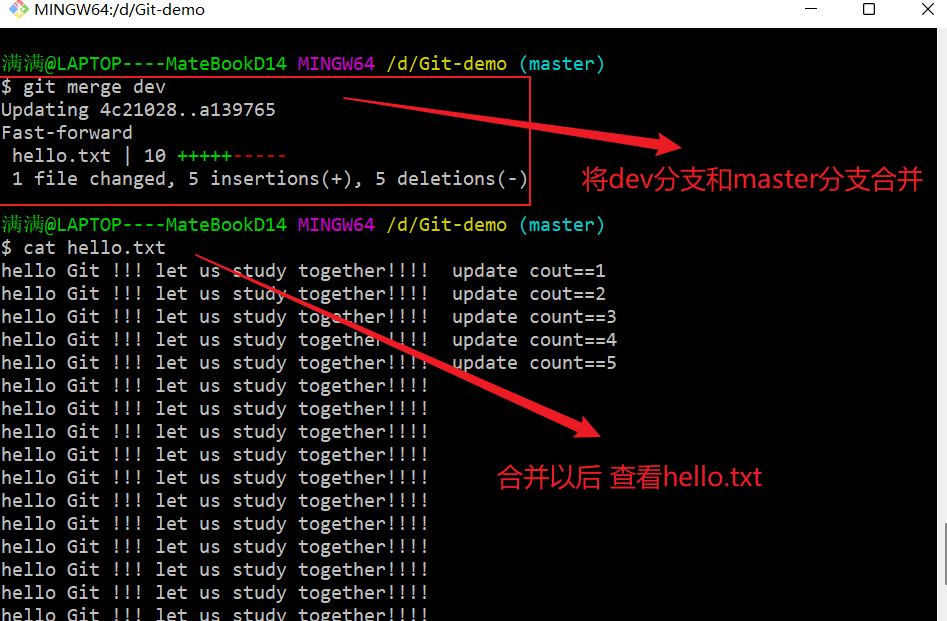 MINGW64:/d/Git-demo
满满@LAPTOP----MateBookD14 MINGW64 /d/Git-demo (master)
$ git merge dev
Updating 4c21028..a139765
Fast-forward
 hello.txt | 10 +++++-----
 1 file changed, 5 insertions(+), 5 deletions(-)
将dev分支和master分支合并
满满@LAPTOP----MateBookD14 MINGW64 /d/Git-demo (master)
$ cat hello.txt
hello Git !!! let us study together!!!!  update cout==1
hello Git !!! let us study together!!!!  update cout==2
hello Git !!! let us study together!!!!  update count==3
hello Git !!! let us study together!!!!  update count==4
hello Git !!! let us study together!!!!  update count==5
hello Git !!! let us study together!!!!
hello Git !!! let us study together!!!!
hello Git !!! let us study together!!!!
hello Git !!! let us study together!!!!
合并以后 查看hello.txt
hello Git !!! let us study together!!!!
hello Git !!! let us study together!!!!
hello Git !!! let us study together!!!!
hello Git !!! let us study together!!!!
hello Git !!! let us study together!!!!
hello Git !!! let us study together!!!!
hello Git !!! let us study together!!!!